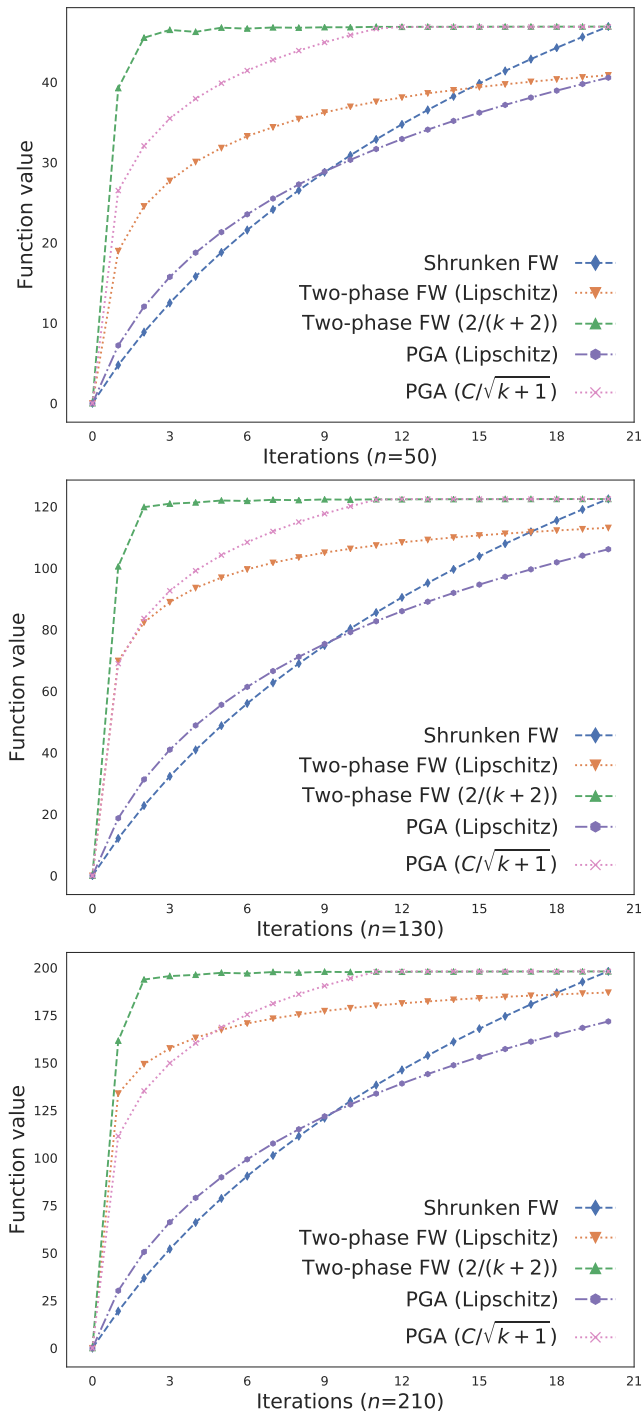 Function value
40
30
20
10
0
Shrunken FW
Two-phase FW (Lipschitz)
Two-phase FW (2/(k + 2))
PGA (Lipschitz)
PGA (C/√k + 1)
0 3 6 9 12 15 18 21
Iterations (n=50)
Function value
120
100
80
60
40
20
0
Shrunken FW
Two-phase FW (Lipschitz)
Two-phase FW (2/(k + 2))
PGA (Lipschitz)
PGA (C/√k + 1)
0 3 6 9 12 15 18 21
Iterations (n=130)
Function value
200
175
150
125
100
75
50
25
0
Shrunken FW
Two-phase FW (Lipschitz)
Two-phase FW (2/(k + 2))
PGA (Lipschitz)
PGA (C/√k + 1)
0 3 6 9 12 15 18 21
Iterations (n=210)